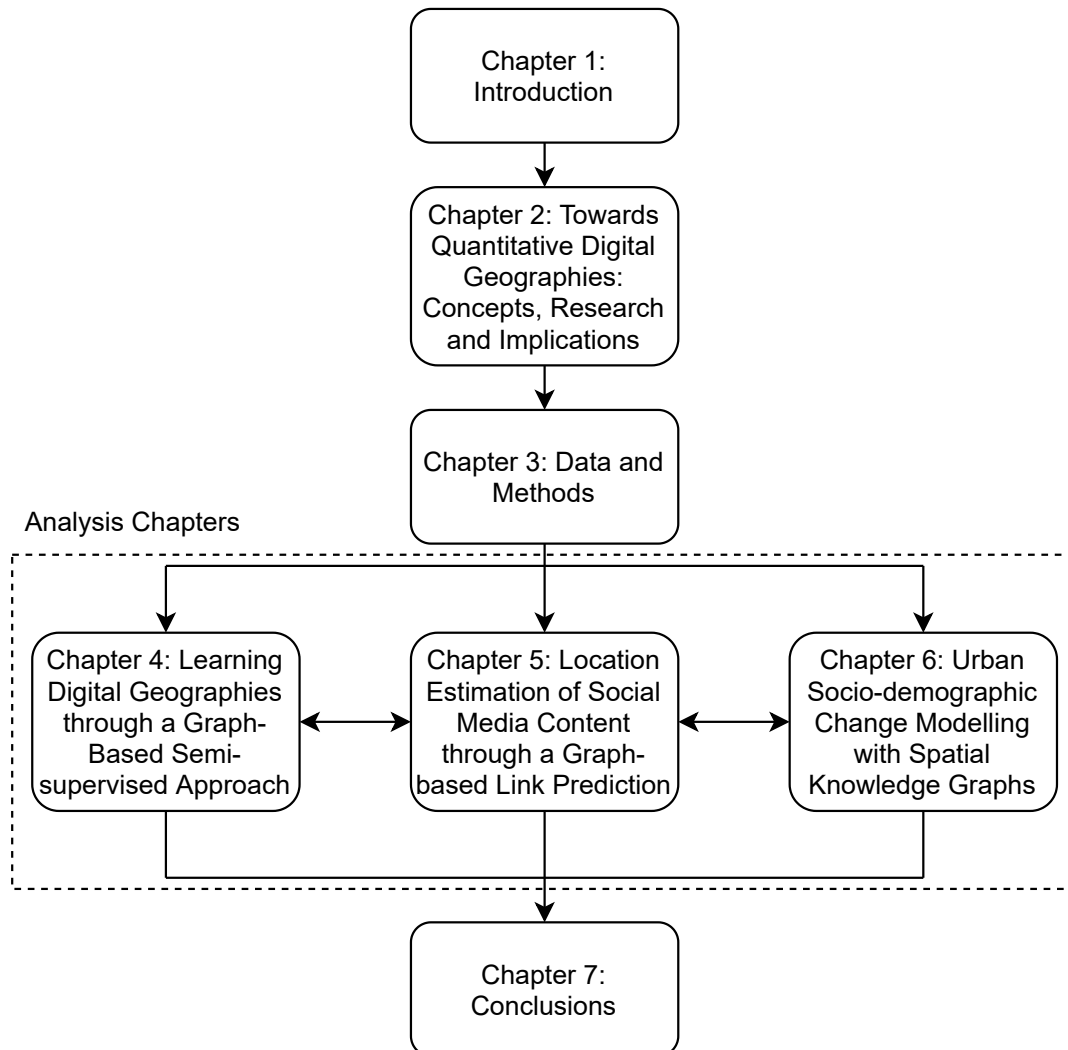 Chapter 1:
Introduction
Chapter 2: Towards
Quantitative Digital
Geographies:
Concepts, Research
and Implications
Chapter 3: Data and
Methods
Analysis Chapters
Chapter 4: Learning
Digital Geographies
through a Graph-
Based Semi-
supervised Approach
Chapter 5: Location
Estimation of Social
Media Content
through a Graph-
based Link Prediction
Chapter 6: Urban
Socio-demographic
Change Modelling
with Spatial
Knowledge Graphs
Chapter 7:
Conclusions